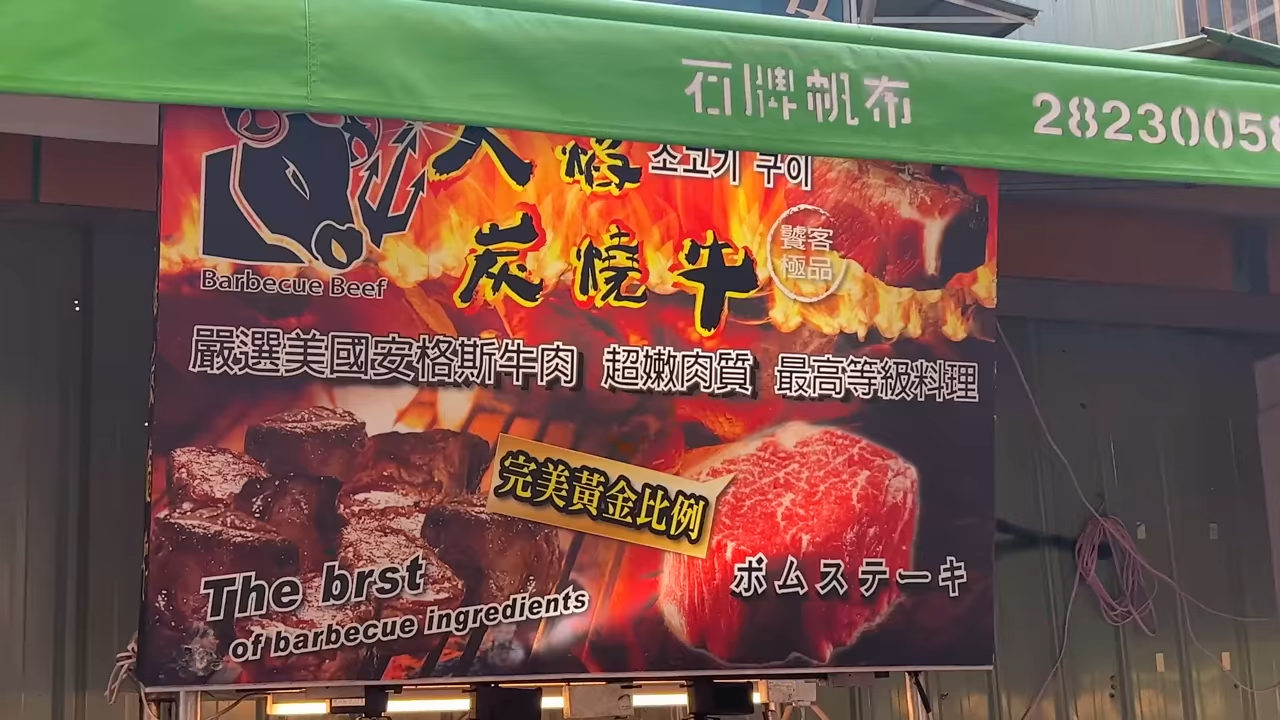 石牌帆布
2823005
소고기 구이
炭燒牛
饕客
極品
Barbecue Beef
嚴選美國安格斯牛肉 超嫩肉質 最高等級料理
完美黃金比例
ボムステーキ
The brst
of barbecue ingredients